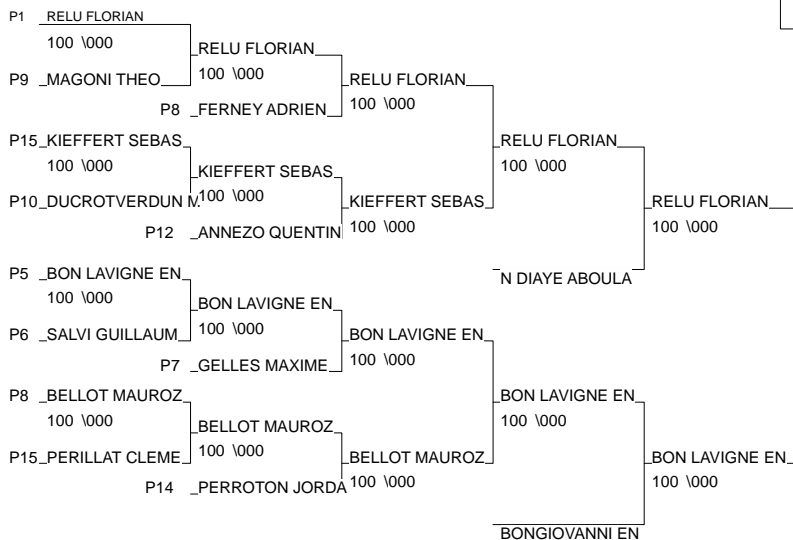 P1 RELU FLORIAN
100 \000
RELU FLORIAN
P9 MAGONI THEO
100 \000
RELU FLORIAN
P8 FERNEY ADRIEN
100 \000
P15 KIEFFERT SEBAS
RELU FLORIAN
100 \000
100 \000
KIEFFERT SEBAS
P10 DUCROTVERDUN M.
100 \000
KIEFFERT SEBAS
RELU FLORIAN
P12 ANNEZO QUENTIN
100 \000
100 \000
P5 BON LAVIGNE EN
N DIAYE ABOULA
100 \000
BON LAVIGNE EN
P6 SALVI GUILLAUM
100 \000
BON LAVIGNE EN
P7 GELLES MAXIME
100 \000
P8 BELLOT MAUROZ
BON LAVIGNE EN
100 \000
100 \000
BELLOT MAUROZ
P15 PERILLAT CLEME
100 \000
BELLOT MAUROZ
BON LAVIGNE EN
P14 PERROTON JORDA
100 \000
100 \000
BONGIOVANNI EN